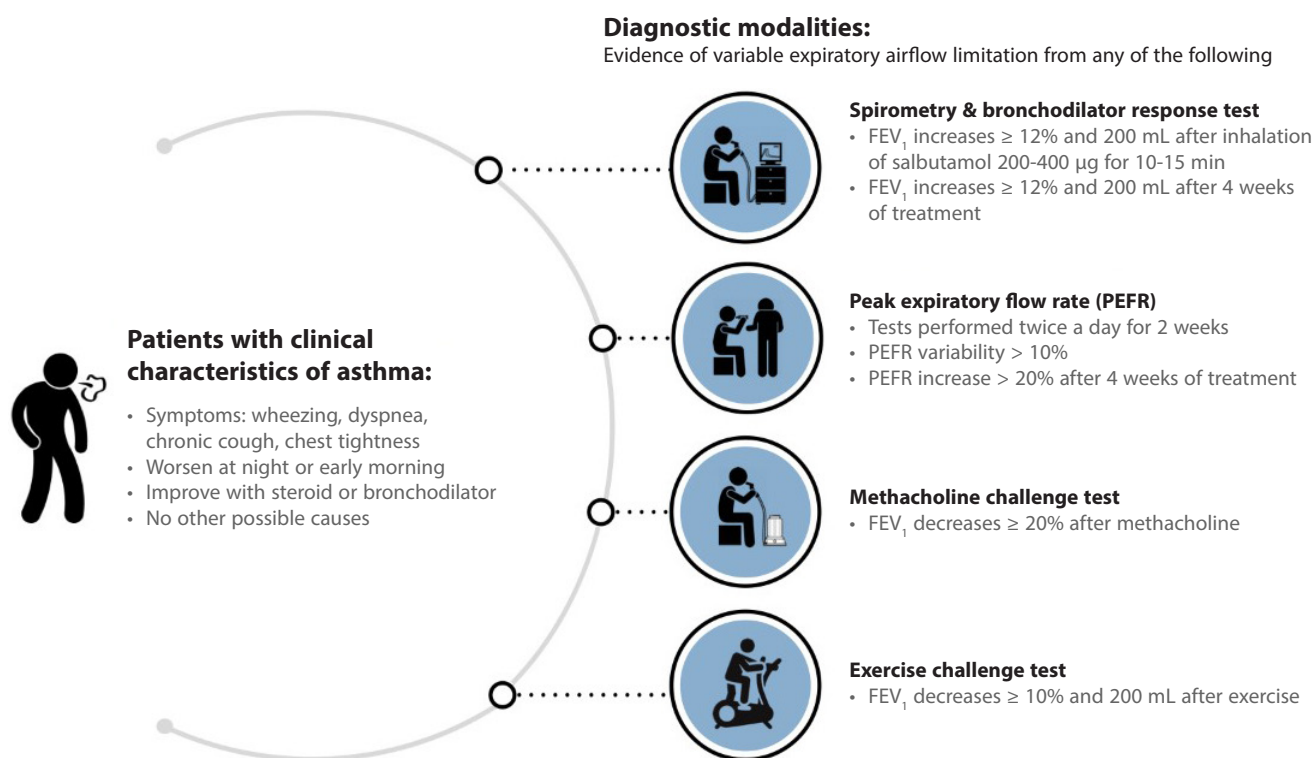 Diagnostic modalities:
Evidence of variable expiratory airflow limitation from any of the following
Spirometry & bronchodilator response test
• FEV₁ increases ≥ 12% and 200 mL after inhalation
of salbutamol 200-400 µg for 10-15 min
• FEV₁ increases ≥ 12% and 200 mL after 4 weeks
of treatment
Peak expiratory flow rate (PEFR)
• Tests performed twice a day for 2 weeks
• PEFR variability > 10%
• PEFR increase > 20% after 4 weeks of treatment
Patients with clinical
characteristics of asthma:
• Symptoms: wheezing, dyspnea,
chronic cough, chest tightness
• Worsen at night or early morning
• Improve with steroid or bronchodilator
• No other possible causes
Methacholine challenge test
• FEV₁ decreases ≥ 20% after methacholine
Exercise challenge test
• FEV₁ decreases ≥ 10% and 200 mL after exercise